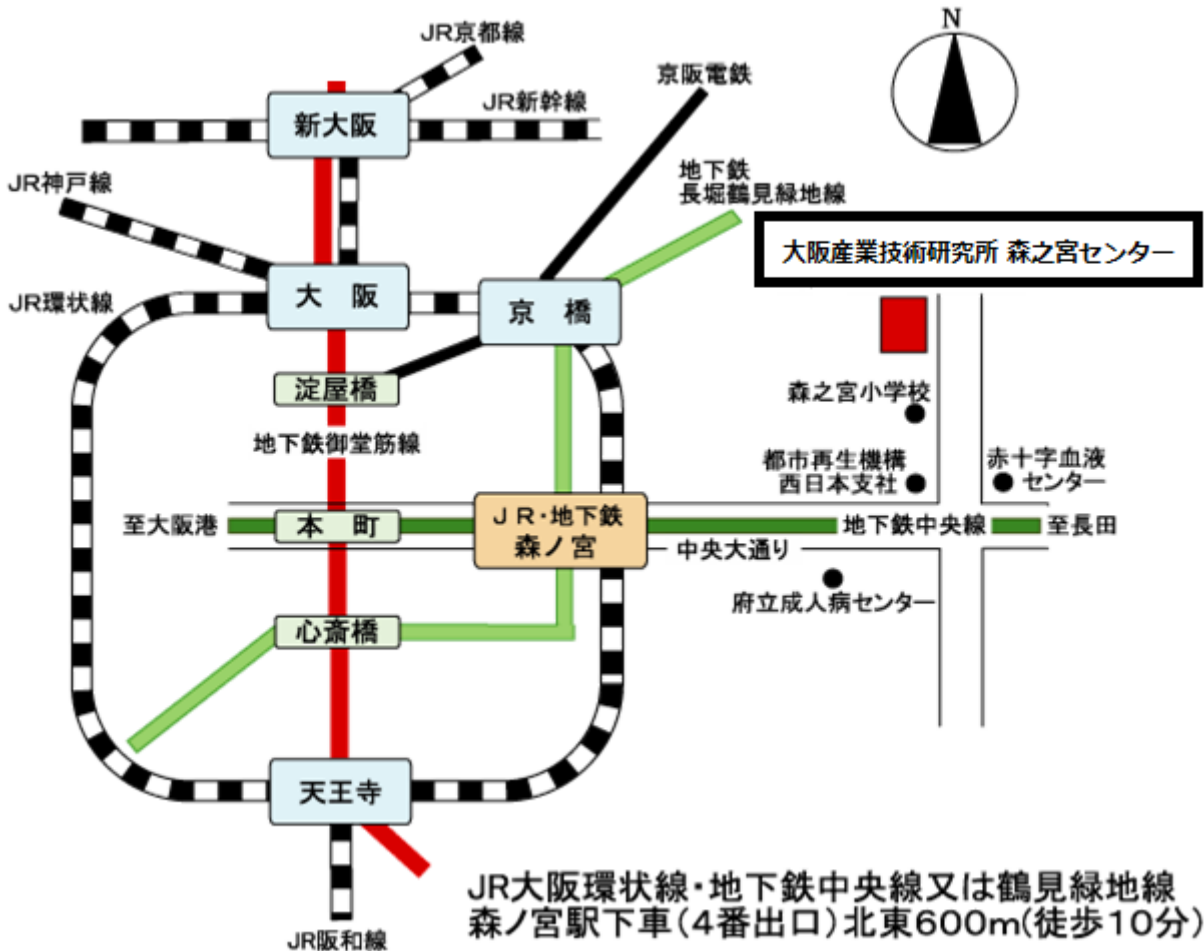 N
JR京都線
京阪電鉄
JR新幹線
新大阪
地下鉄
長堀鶴見緑地線
JR神戸線
大阪産業技術研究所 森之宮センター
大　阪
JR環状線
京　橋
淀屋橋
森之宮小学校
地下鉄御堂筋線
都市再生機構
西日本支社
赤十字血液
センター
至大阪港
本　町
JR・地下鉄
森ノ宮
地下鉄中央線
至長田
中央大通り
府立成人病センター
心斎橋
天王寺
JR阪和線
JR大阪環状線・地下鉄中央線又は鶴見緑地線
森ノ宮駅下車(4番出口)北東600m(徒歩10分)